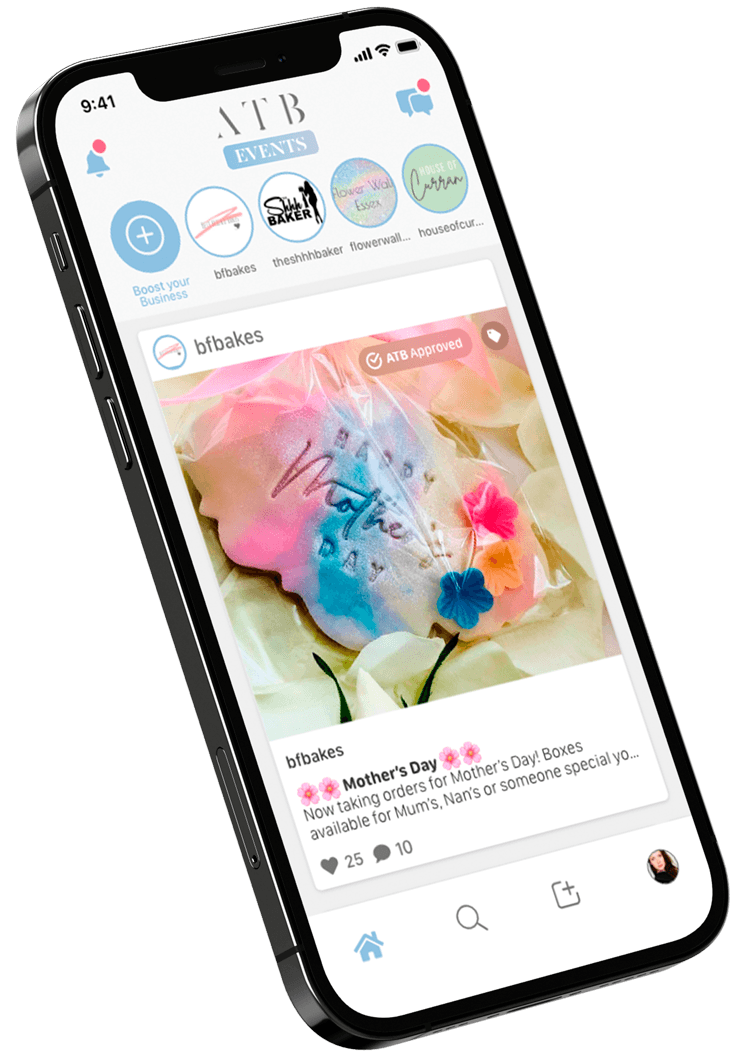 9:41
ATB
EVENTS
Shhh
BAKER
Flower Wall
Essex
HOUSE OF
Curran
Boost your
Business
bfbakes
theshhhbaker
flowerwall...
houseofcur...
bfbakes
ATB Approved
HAPPY
Mother's
DAY
bfbakes
🌸🌸 Mother's Day 🌸🌸
Now taking orders for Mother's Day! Boxes
available for Mum's, Nan's or someone special yo...
25
10